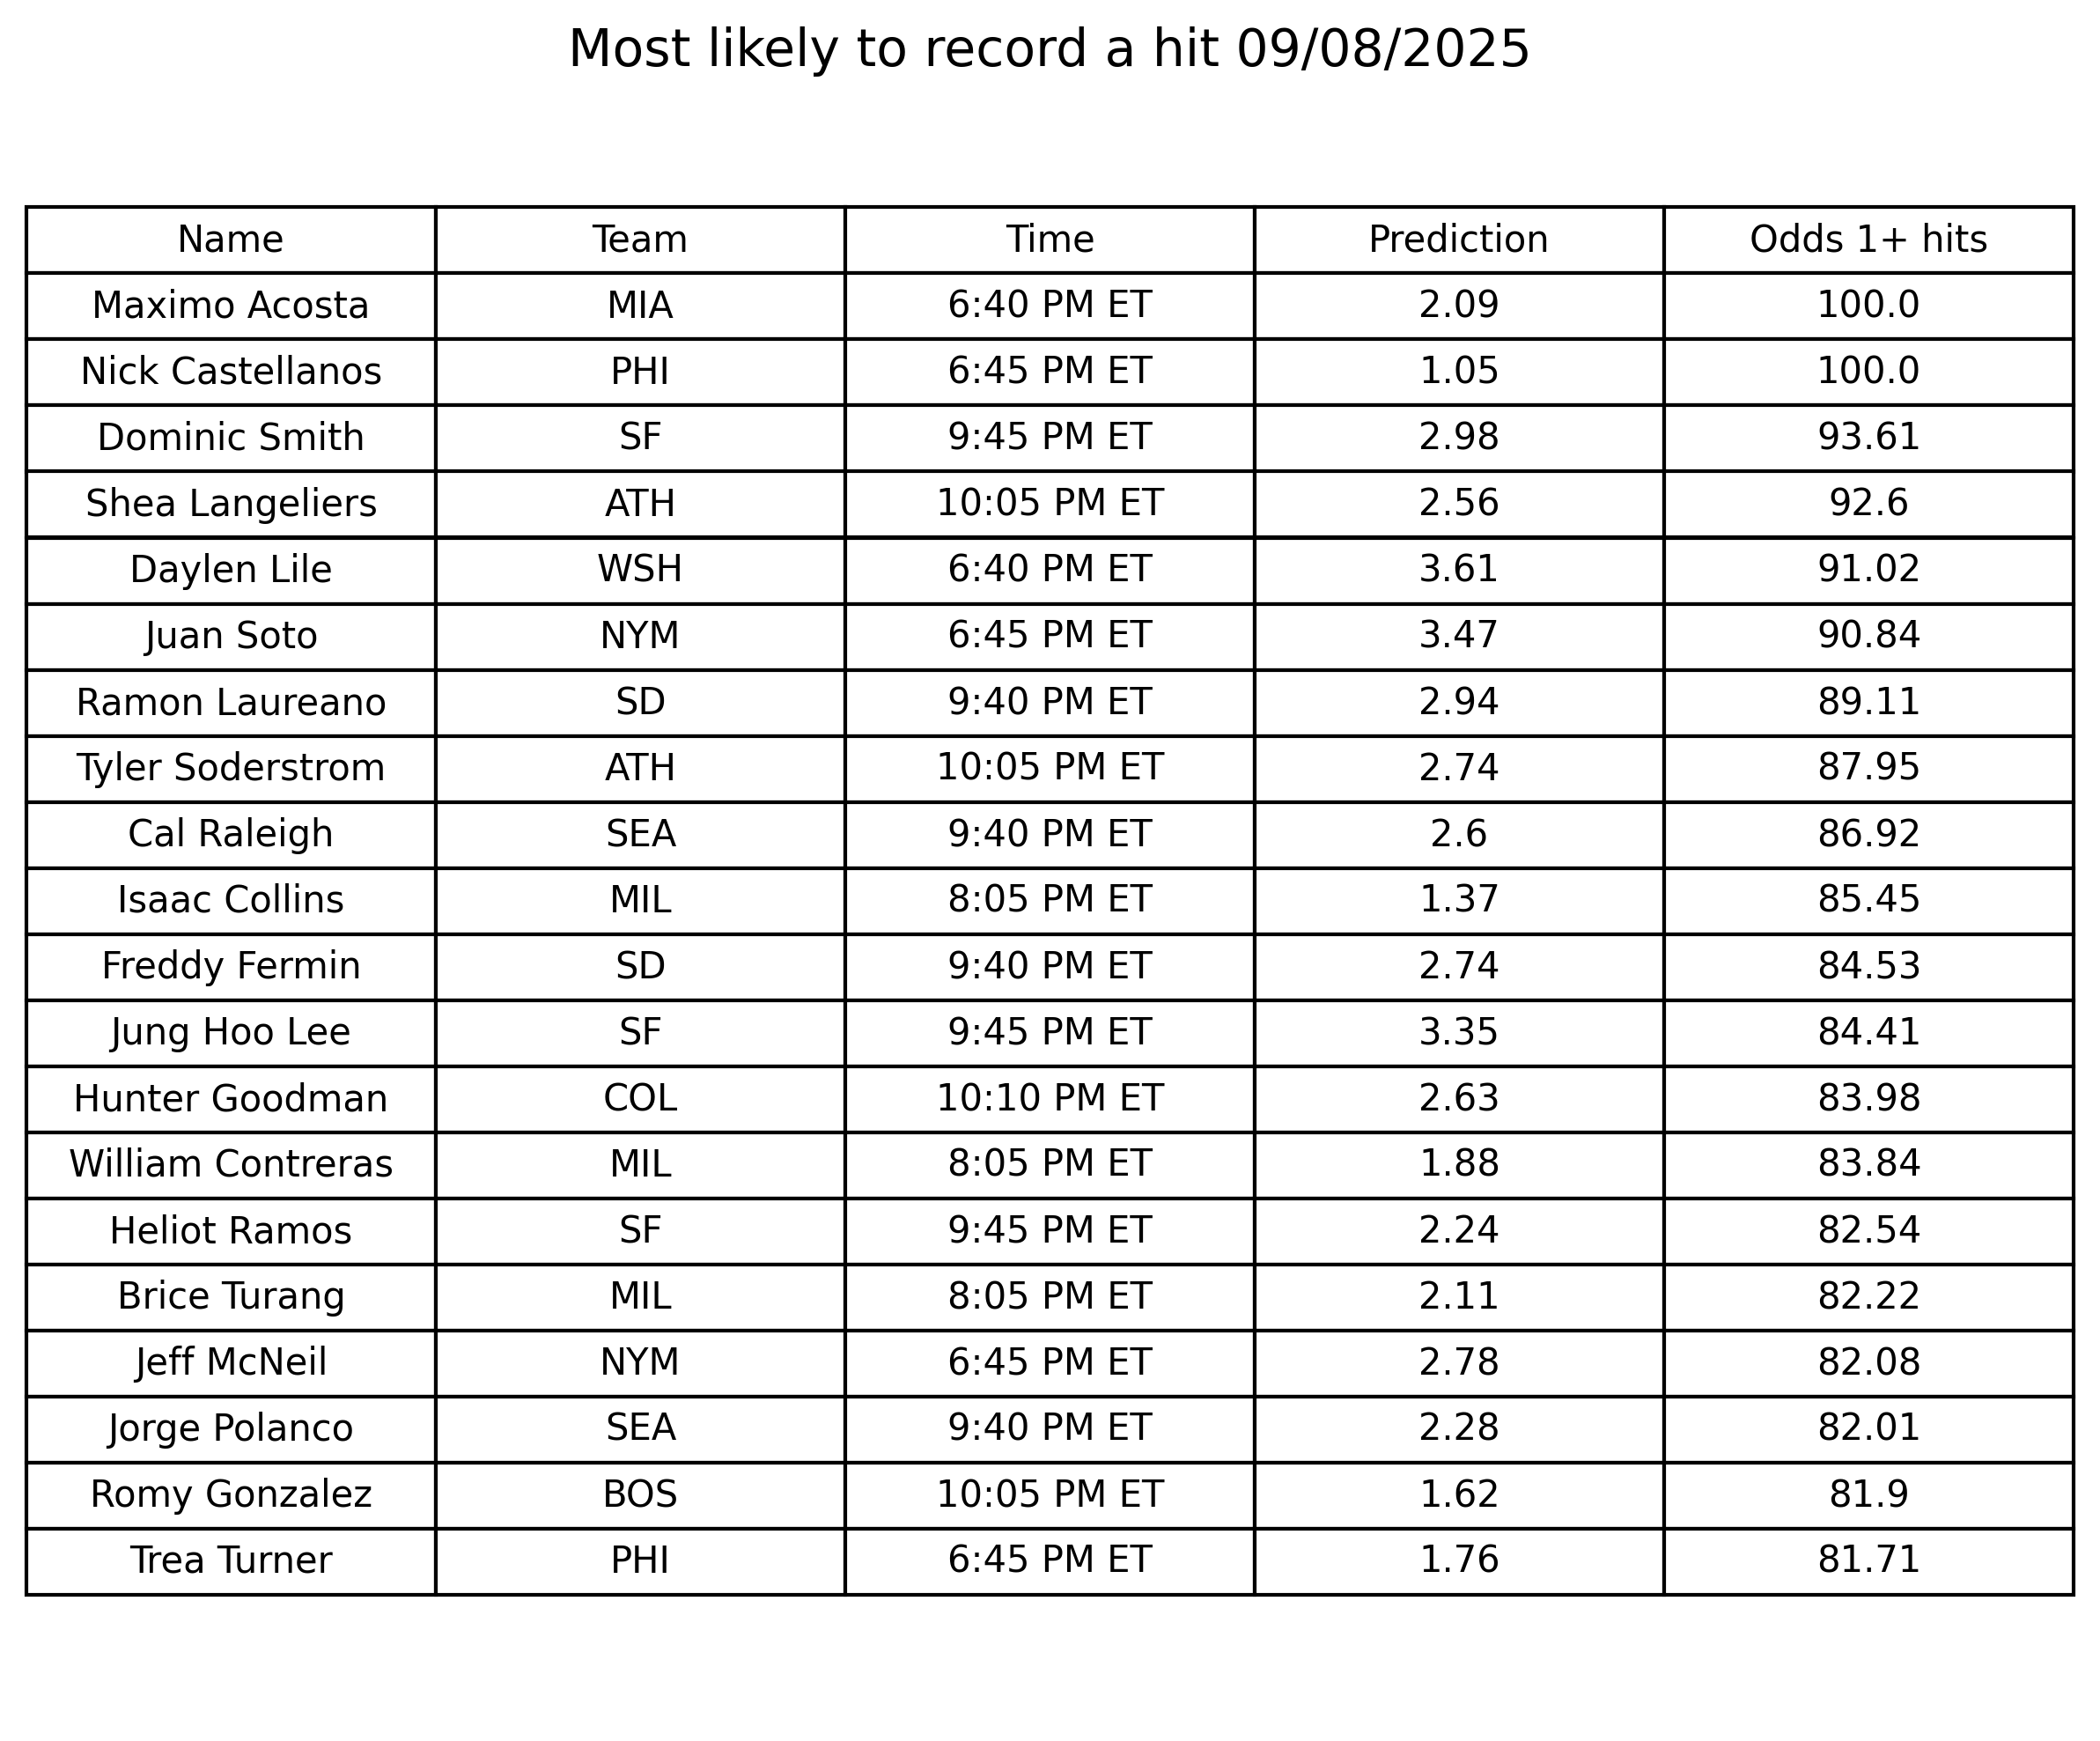 Most likely to record a hit 09/08/2025
Name Team Time Prediction Odds 1+ hits
Maximo Acosta MIA 6:40 PM ET 2.09 100.0
Nick Castellanos PHI 6:45 PM ET 1.05 100.0
Dominic Smith SF 9:45 PM ET 2.98 93.61
Shea Langeliers ATH 10:05 PM ET 2.56 92.6
Daylen Lile WSH 6:40 PM ET 3.61 91.02
Juan Soto NYM 6:45 PM ET 3.47 90.84
Ramon Laureano SD 9:40 PM ET 2.94 89.11
Tyler Soderstrom ATH 10:05 PM ET 2.74 87.95
Cal Raleigh SEA 9:40 PM ET 2.6 86.92
Isaac Collins MIL 8:05 PM ET 1.37 85.45
Freddy Fermin SD 9:40 PM ET 2.74 84.53
Jung Hoo Lee SF 9:45 PM ET 3.35 84.41
Hunter Goodman COL 10:10 PM ET 2.63 83.98
William Contreras MIL 8:05 PM ET 1.88 83.84
Heliot Ramos SF 9:45 PM ET 2.24 82.54
Brice Turang MIL 8:05 PM ET 2.11 82.22
Jeff McNeil NYM 6:45 PM ET 2.78 82.08
Jorge Polanco SEA 9:40 PM ET 2.28 82.01
Romy Gonzalez BOS 10:05 PM ET 1.62 81.9
Trea Turner PHI 6:45 PM ET 1.76 81.71